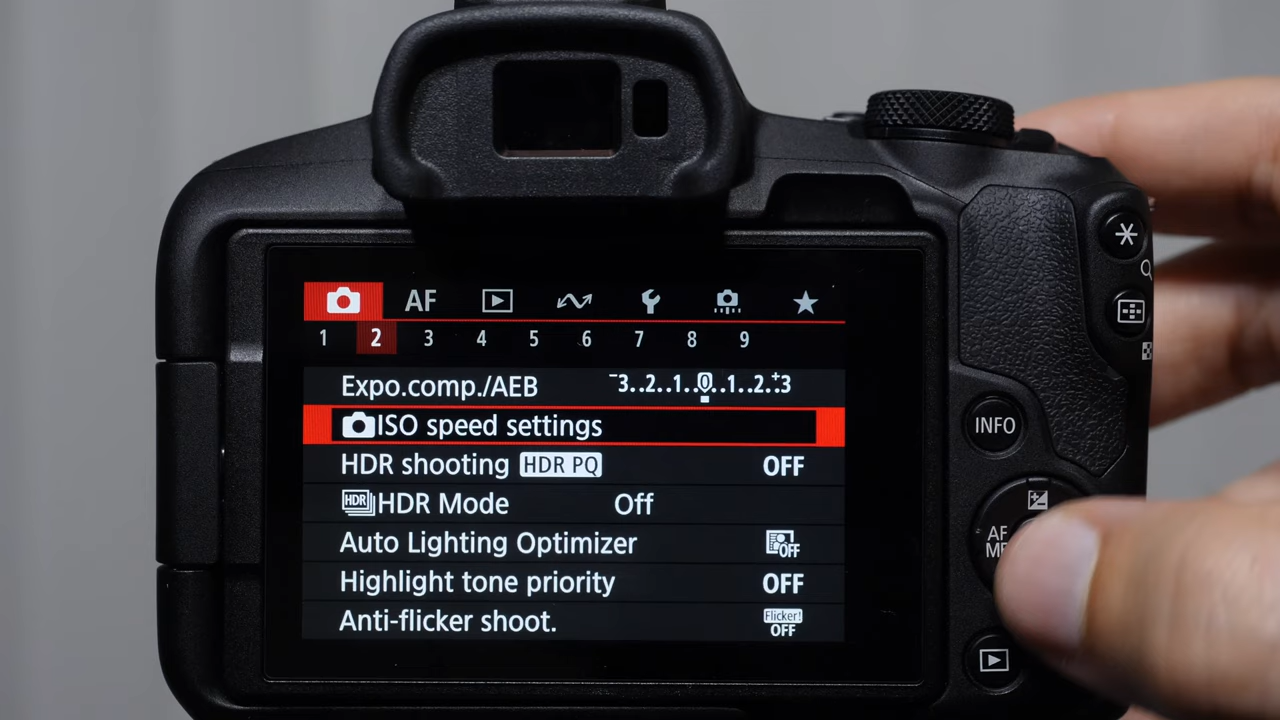 AF
1 2 3 4 5 6 7 8 9
Expo.comp./AEB -3..2..1..0..1..2..+3
ISO speed settings
HDR shooting HDR PQ OFF
HDR HDR Mode Off
Auto Lighting Optimizer OFF
Highlight tone priority OFF
Anti-flicker shoot. Flicker! OFF
INFO
AF